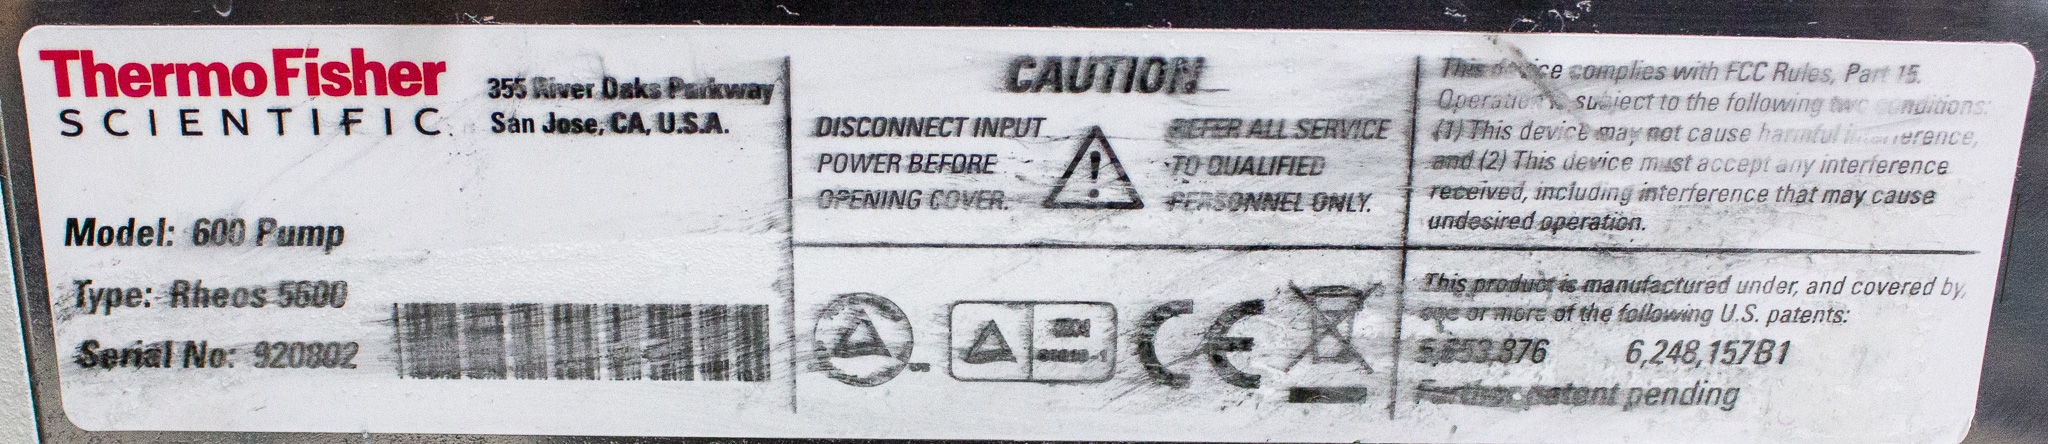 ThermoFisher
SCIENTIFIC
355 River Oaks Parkway
San Jose, CA, U.S.A.
Model: 600 Pump
Type: Rheos 5600
Serial No: 920802
CAUTION
DISCONNECT INPUT
POWER BEFORE
OPENING COVER.
REFER ALL SERVICE
TO QUALIFIED
PERSONNEL ONLY.
This device complies with FCC Rules, Part 15.
Operation is subject to the following two conditions:
(1) This device may not cause harmful interference,
and (2) This device must accept any interference
received, including interference that may cause
undesired operation.
This product is manufactured under, and covered by,
one or more of the following U.S. patents:
6,248,157B1
Further patent pending
CE